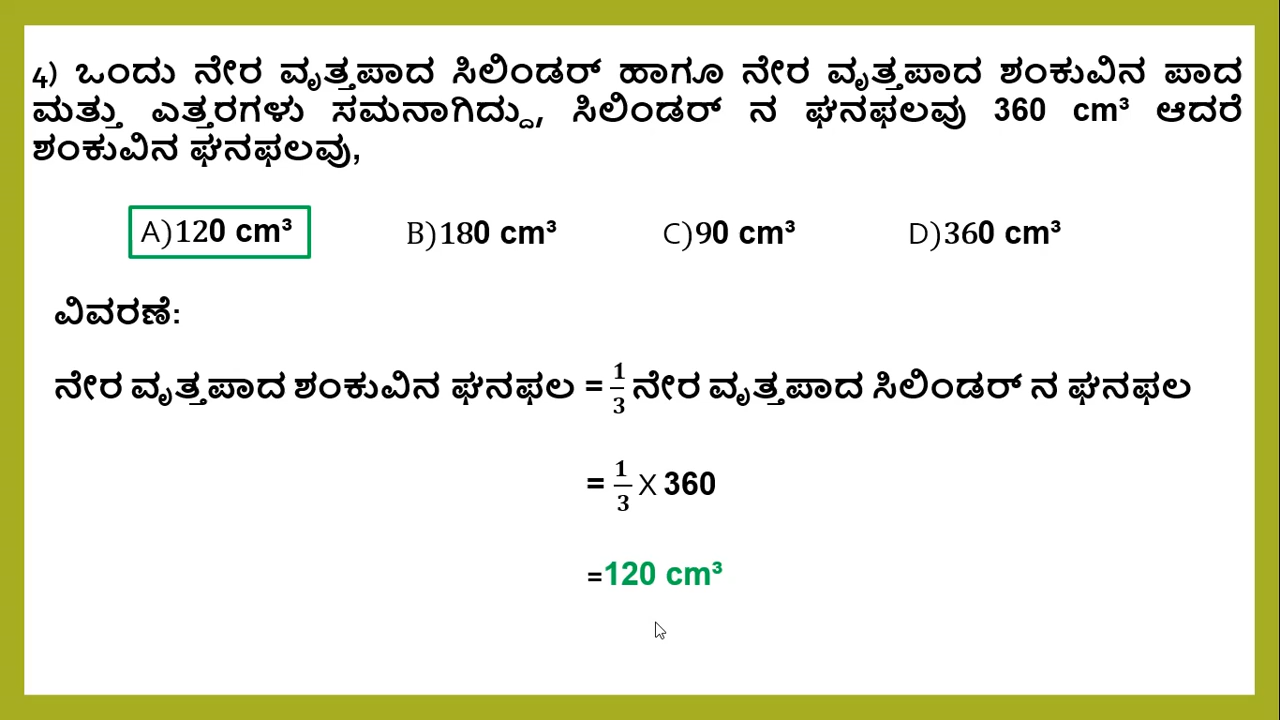 4) ಒಂದು ನೇರ ವೃತ್ತಪಾದ ಸಿಲಿಂಡರ್ ಹಾಗೂ ನೇರ ವೃತ್ತಪಾದ ಶಂಕುವಿನ ಪಾದ
ಮತ್ತು ಎತ್ತರಗಳು ಸಮನಾಗಿದ್ದು, ಸಿಲಿಂಡರ್ ನ ಘನಫಲವು 360 cm³ ಆದರೆ
ಶಂಕುವಿನ ಘನಫಲವು,
A)120 cm³ B)180 cm³ C)90 cm³ D)360 cm³
ವಿವರಣೆ:
ನೇರ ವೃತ್ತಪಾದ ಶಂಕುವಿನ ಘನಫಲ = 1/3 ನೇರ ವೃತ್ತಪಾದ ಸಿಲಿಂಡರ್ ನ ಘನಫಲ
= 1/3 X 360
=120 cm³